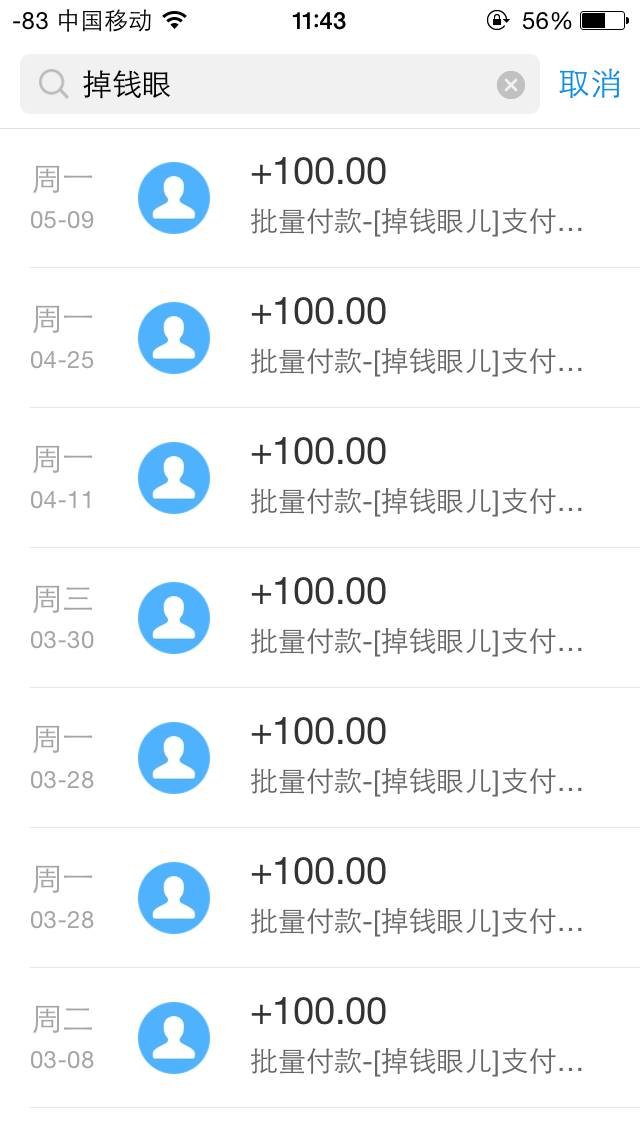 -83 中国移动 11:43 56%
掉钱眼 取消
周一 +100.00
05-09 批量付款-[掉钱眼儿]支付...
周一 +100.00
04-25 批量付款-[掉钱眼儿]支付...
周一 +100.00
04-11 批量付款-[掉钱眼儿]支付...
周三 +100.00
03-30 批量付款-[掉钱眼儿]支付...
周一 +100.00
03-28 批量付款-[掉钱眼儿]支付...
周一 +100.00
03-28 批量付款-[掉钱眼儿]支付...
周二 +100.00
03-08 批量付款-[掉钱眼儿]支付...